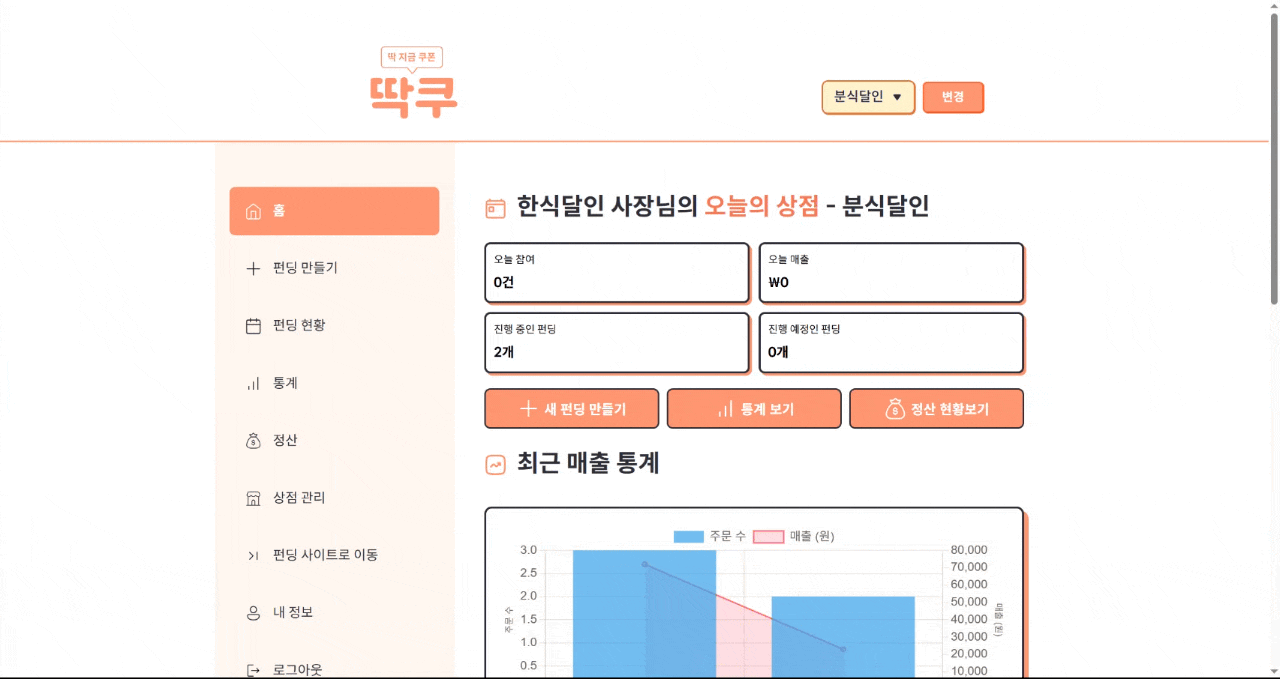 딱 지금 쿠폰
딱쿠
분식달인 ▼
변경
홈
펀딩 만들기
펀딩 현황
통계
정산
상점 관리
펀딩 사이트로 이동
내 정보
로그아웃
한식달인 사장님의 오늘의 상점 - 분식달인
오늘 참여
0건
오늘 매출
₩0
진행 중인 펀딩
2개
진행 예정인 펀딩
0개
새 펀딩 만들기
통계 보기
정산 현황보기
최근 매출 통계
주문 수
매출 (원)
3.0
2.5
2.0
1.5
1.0
0.5
주문 수
80,000
70,000
60,000
50,000
40,000
30,000
20,000
10,000
매출 (원)